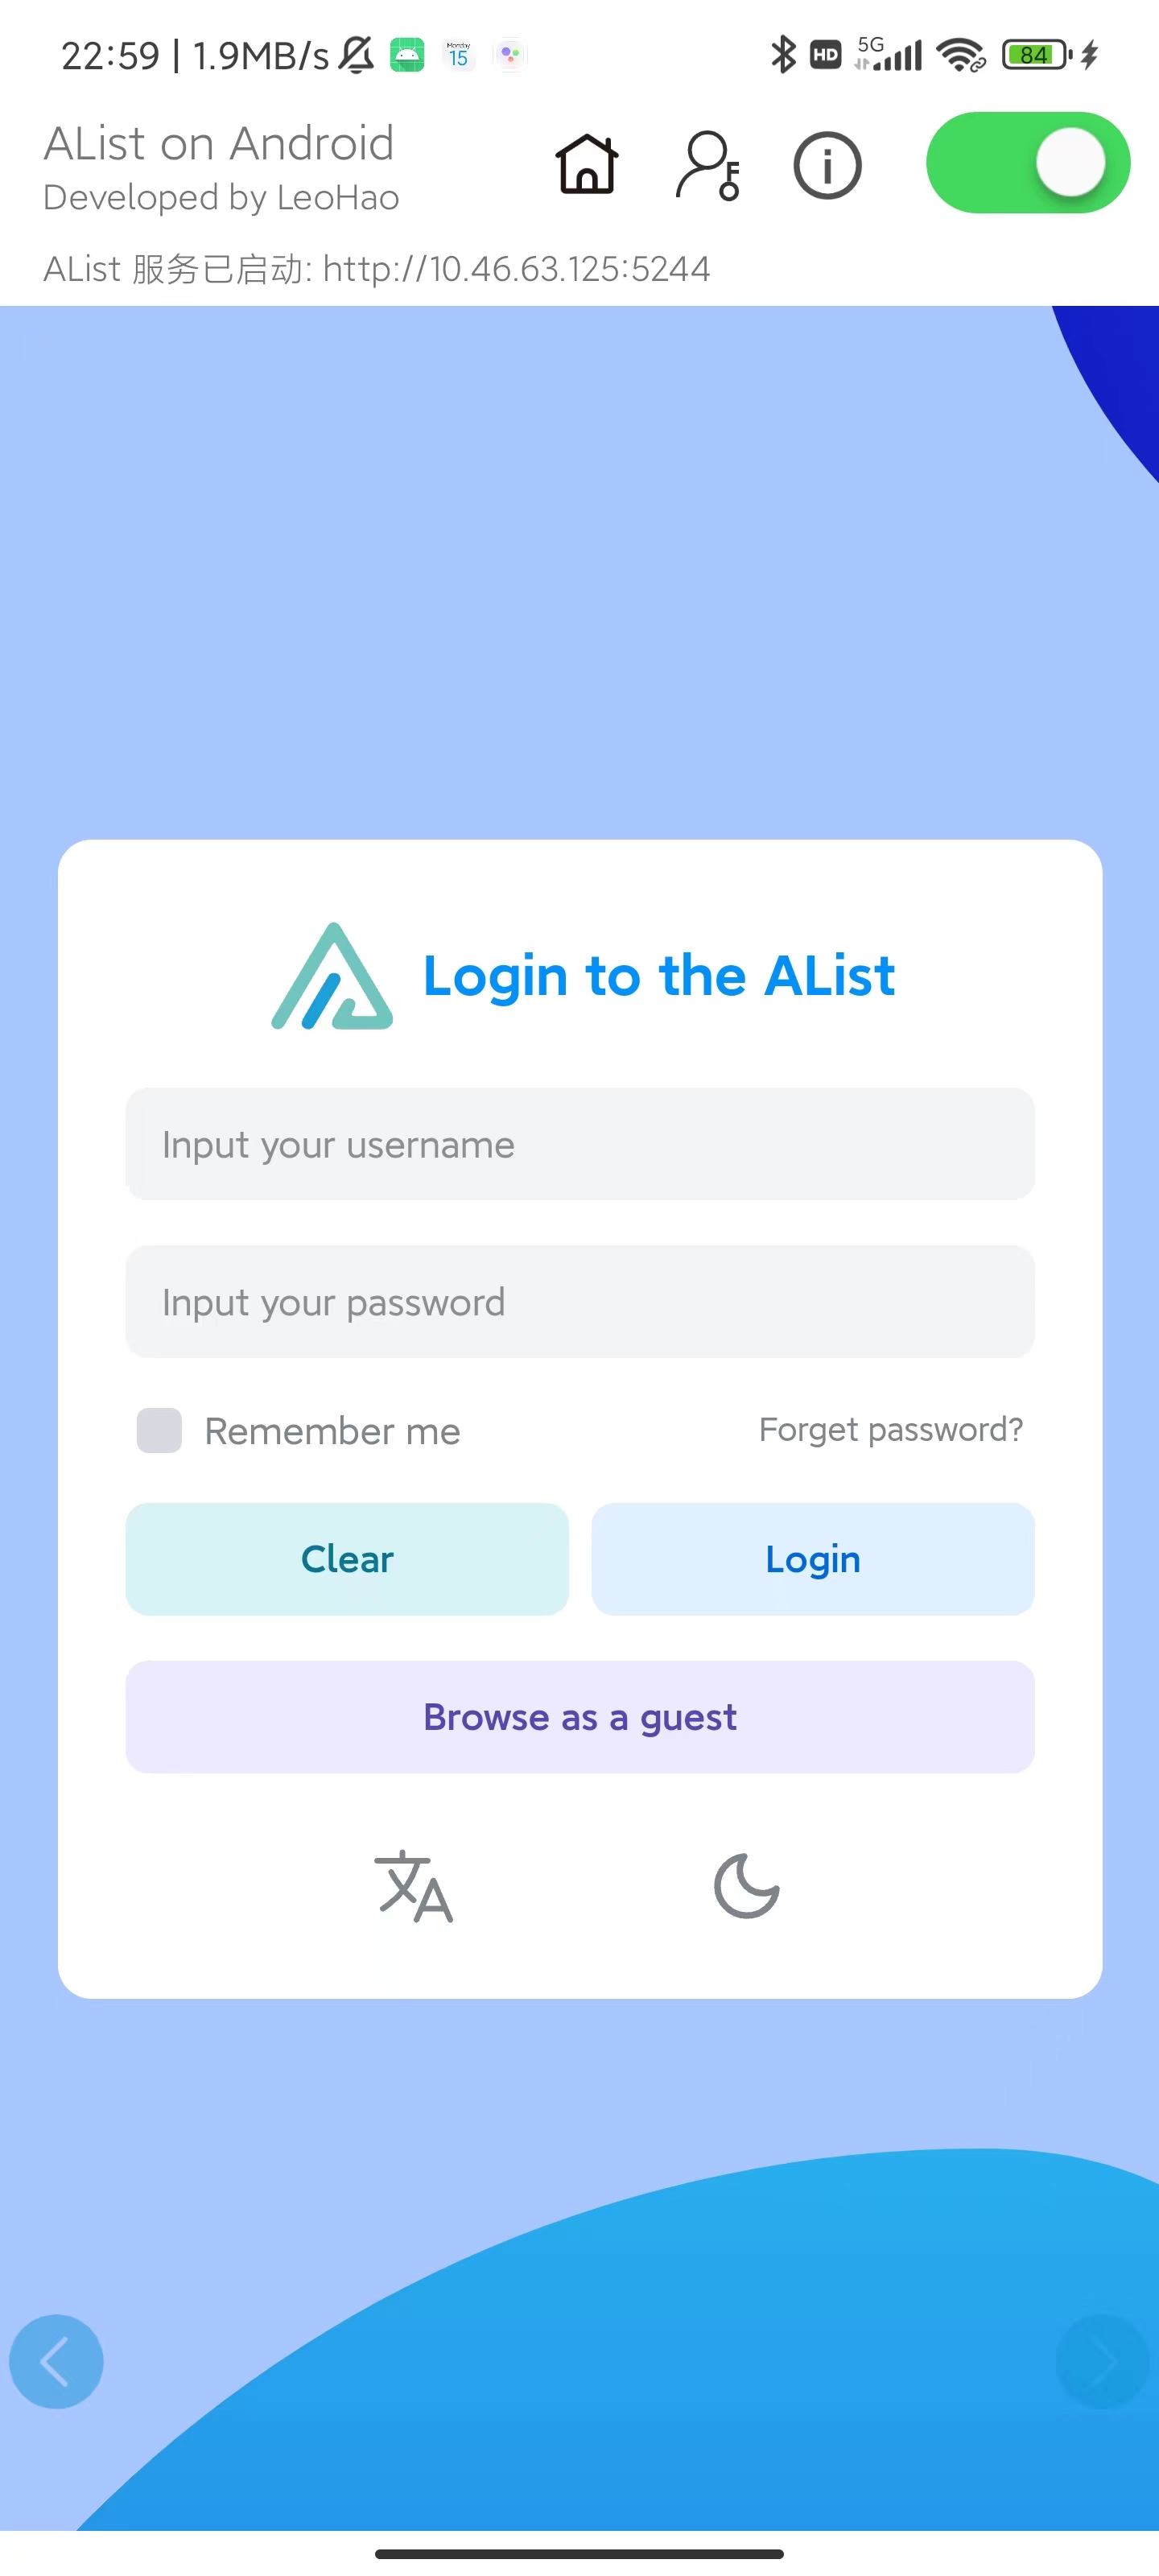 22:59 | 1.9MB/s Monday 15 HD 5G 84
AList on Android
Developed by LeoHao
AList 服务已启动: http://10.46.63.125:5244
Login to the AList
Input your username
Input your password
Remember me Forget password?
Clear Login
Browse as a guest